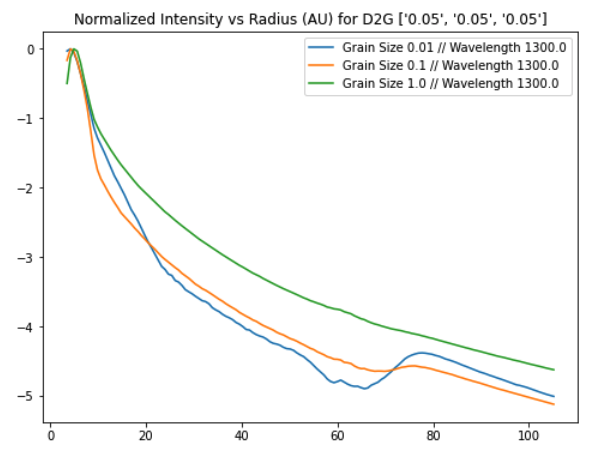 Normalized Intensity vs Radius (AU) for D2G ['0.05', '0.05', '0.05']
Grain Size 0.01 // Wavelength 1300.0
Grain Size 0.1 // Wavelength 1300.0
Grain Size 1.0 // Wavelength 1300.0
0
−1
−2
−3
−4
−5
0 20 40 60 80 100